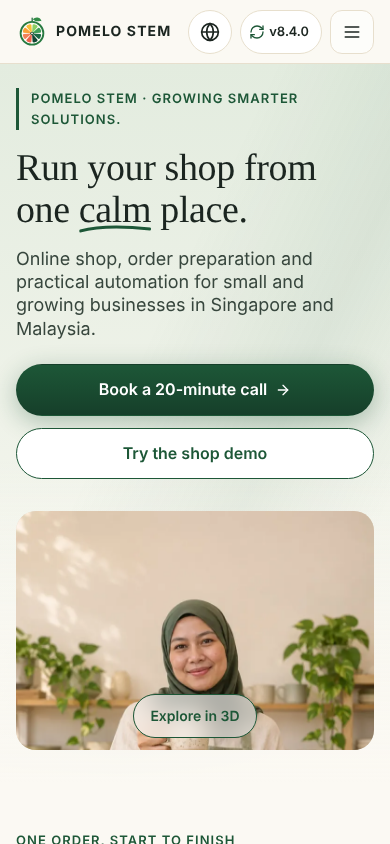 POMELO STEM
v8.4.0
POMELO STEM · GROWING SMARTER
SOLUTIONS.
Run your shop from
one calm place.
Online shop, order preparation and
practical automation for small and
growing businesses in Singapore and
Malaysia.
Book a 20-minute call →
Try the shop demo
Explore in 3D
ONE ORDER, START TO FINISH